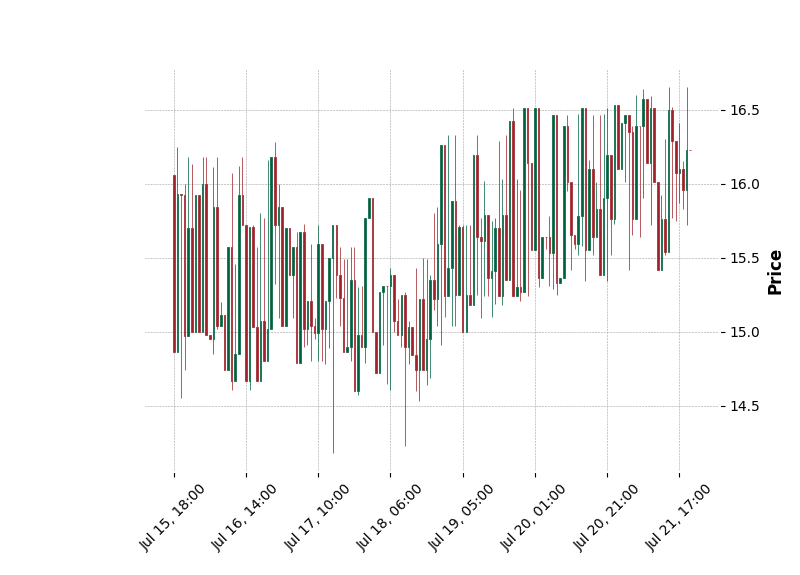 16.5
16.0
15.5
15.0
14.5
Price
Jul 15, 18:00
Jul 16, 14:00
Jul 17, 10:00
Jul 18, 06:00
Jul 19, 05:00
Jul 20, 01:00
Jul 20, 21:00
Jul 21, 17:00